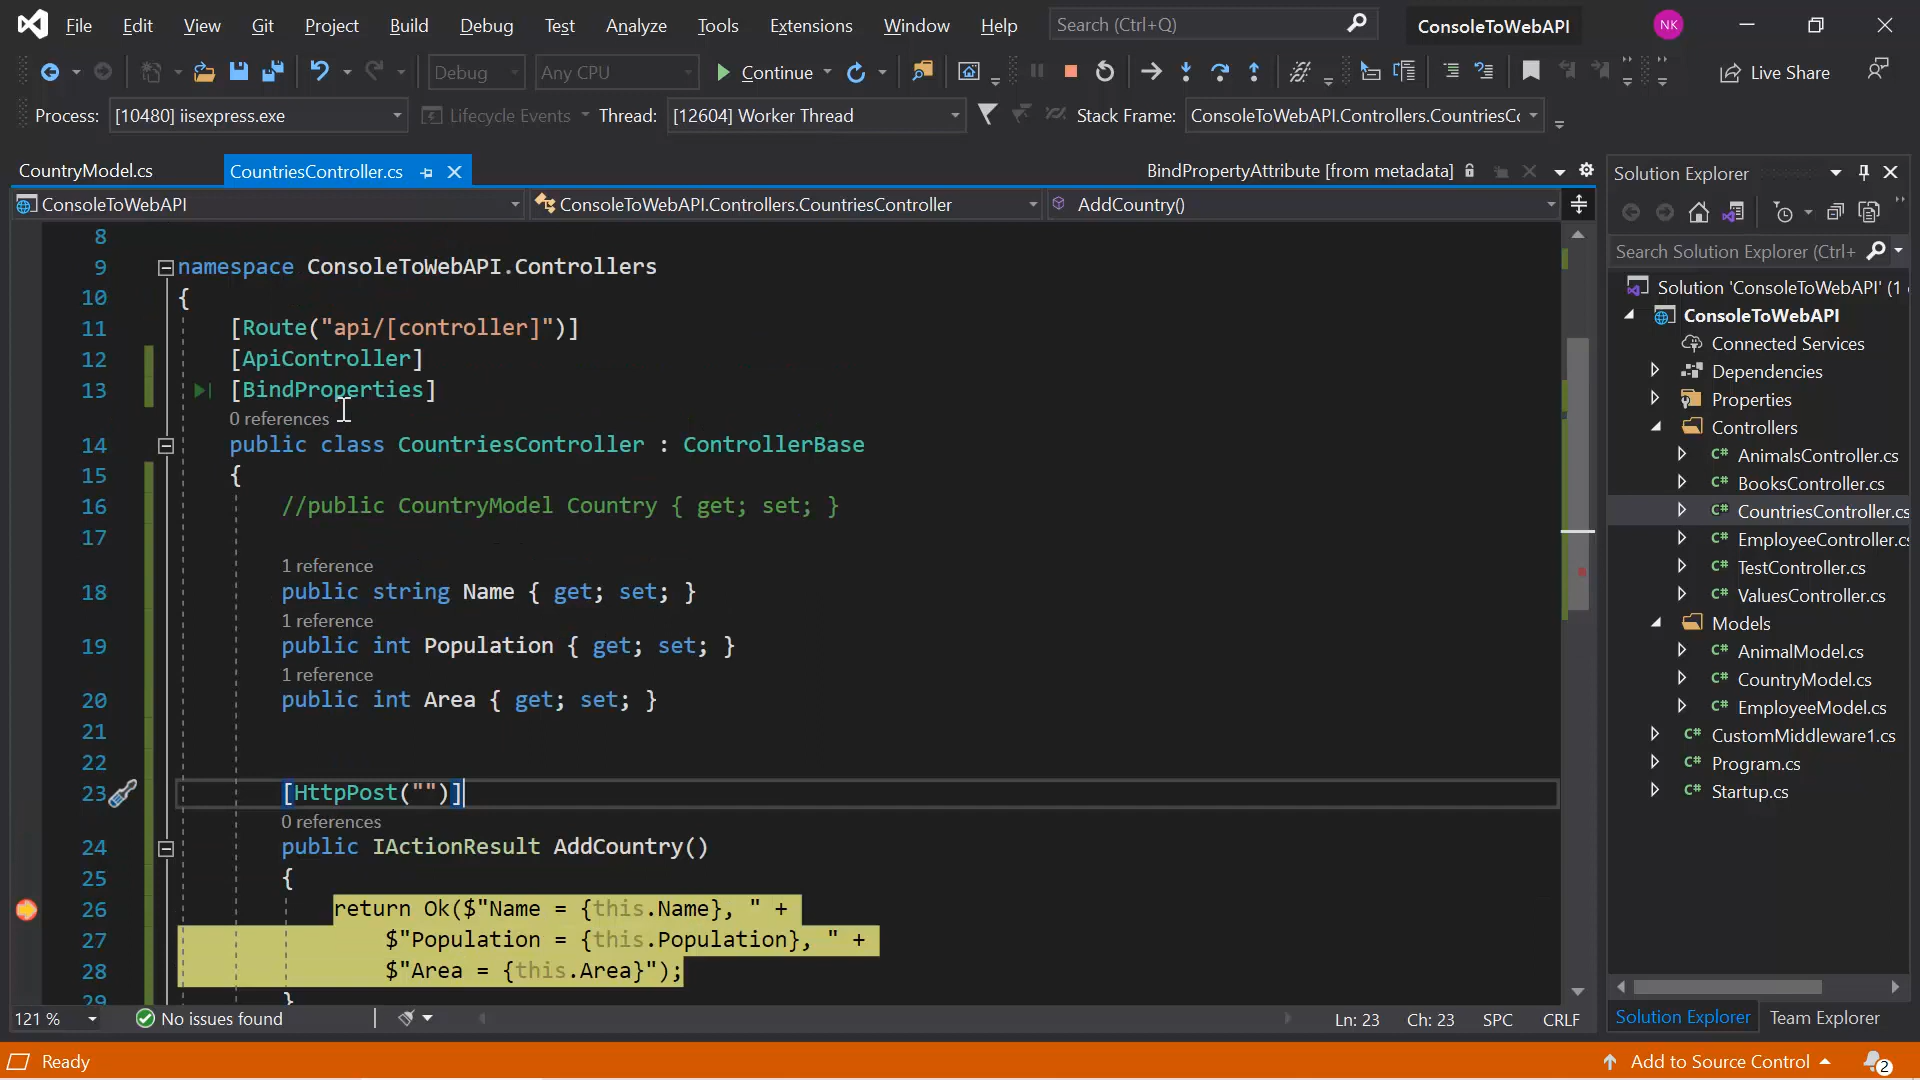 File Edit View Git Project Build Debug Test Analyze Tools Extensions Window Help Search (Ctrl+Q) ConsoleToWebAPI NK
Debug Any CPU Continue Live Share
Process: [10480] iisexpress.exe Lifecycle Events Thread: [12604] Worker Thread Stack Frame: ConsoleToWebAPI.Controllers.CountriesCc
CountryModel.cs CountriesController.cs BindPropertyAttribute [from metadata]
ConsoleToWebAPI ConsoleToWebAPI.Controllers.CountriesController AddCountry()
8
9 namespace ConsoleToWebAPI.Controllers
10 {
11 [Route("api/[controller]")]
12 [ApiController]
13 [BindProperties]
0 references
14 public class CountriesController : ControllerBase
15 {
16 //public CountryModel Country { get; set; }
17
1 reference
18 public string Name { get; set; }
1 reference
19 public int Population { get; set; }
1 reference
20 public int Area { get; set; }
21
22
23 [HttpPost("")]
0 references
24 public IActionResult AddCountry()
25 {
26 return Ok($"Name = {this.Name}, " +
27 $"Population = {this.Population}, " +
28 $"Area = {this.Area}");
29 }
121 % No issues found Ln: 23 Ch: 23 SPC CRLF
Solution Explorer
Search Solution Explorer (Ctrl+
Solution 'ConsoleToWebAPI' (1
ConsoleToWebAPI
Connected Services
Dependencies
Properties
Controllers
C# AnimalsController.cs
C# BooksController.cs
C# CountriesController.cs
C# EmployeeController.cs
C# TestController.cs
C# ValuesController.cs
Models
C# AnimalModel.cs
C# CountryModel.cs
C# EmployeeModel.cs
C# CustomMiddleware1.cs
C# Program.cs
C# Startup.cs
Solution Explorer Team Explorer
Ready Add to Source Control 2